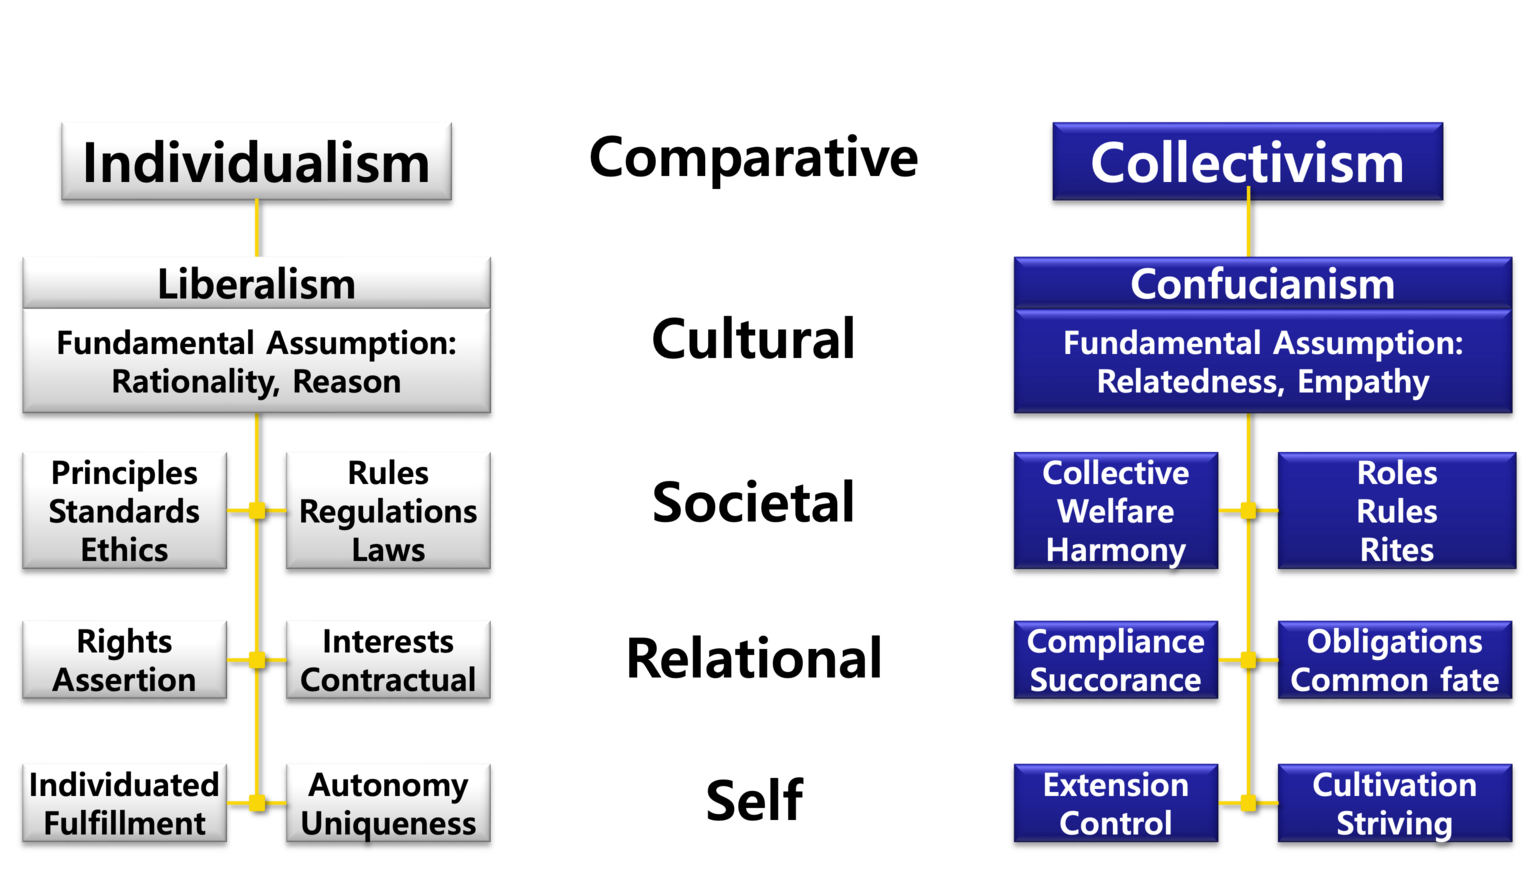 Individualism
Comparative
Collectivism
Liberalism
Confucianism
Fundamental Assumption:
Rationality, Reason
Cultural
Fundamental Assumption:
Relatedness, Empathy
Principles
Standards
Ethics
Rules
Regulations
Laws
Societal
Collective
Welfare
Harmony
Roles
Rules
Rites
Rights
Assertion
Interests
Contractual
Relational
Compliance
Succorance
Obligations
Common fate
Individuated
Fulfillment
Autonomy
Uniqueness
Self
Extension
Control
Cultivation
Striving